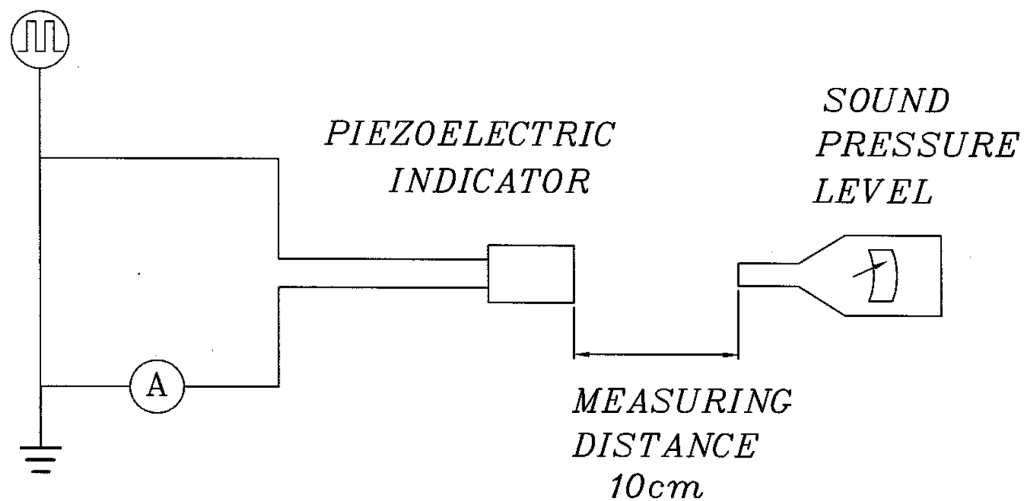 PIEZOELECTRIC
INDICATOR
SOUND
PRESSURE
LEVEL
A
MEASURING
DISTANCE
10cm